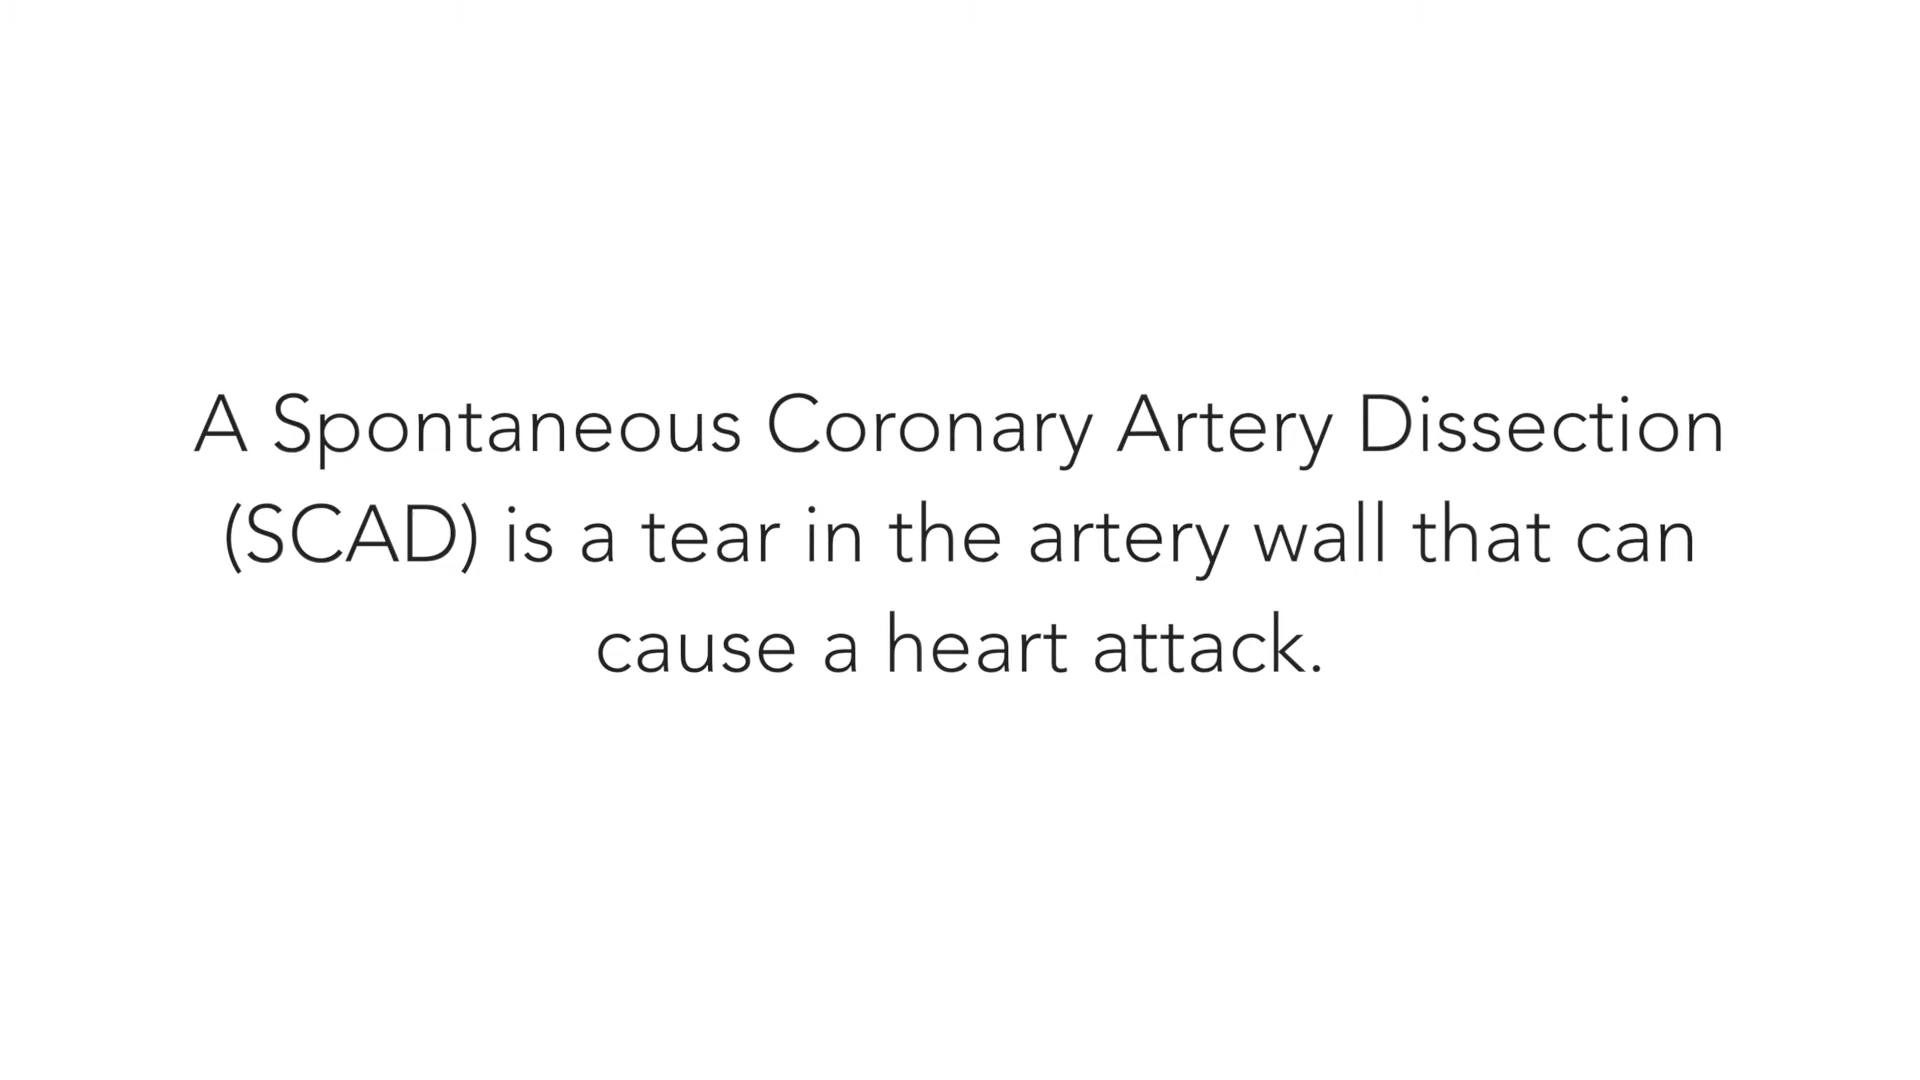 A Spontaneous Coronary Artery Dissection
(SCAD) is a tear in the artery wall that can
cause a heart attack.